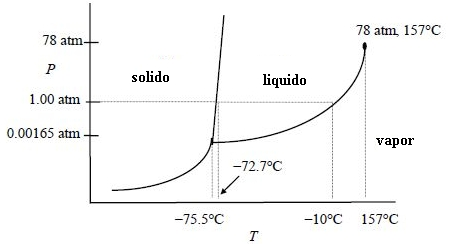 78 atm, 157°C
78 atm
P
solido
liquido
1.00 atm
0.00165 atm
vapor
−72.7°C
−75.5°C
−10°C
157°C
T